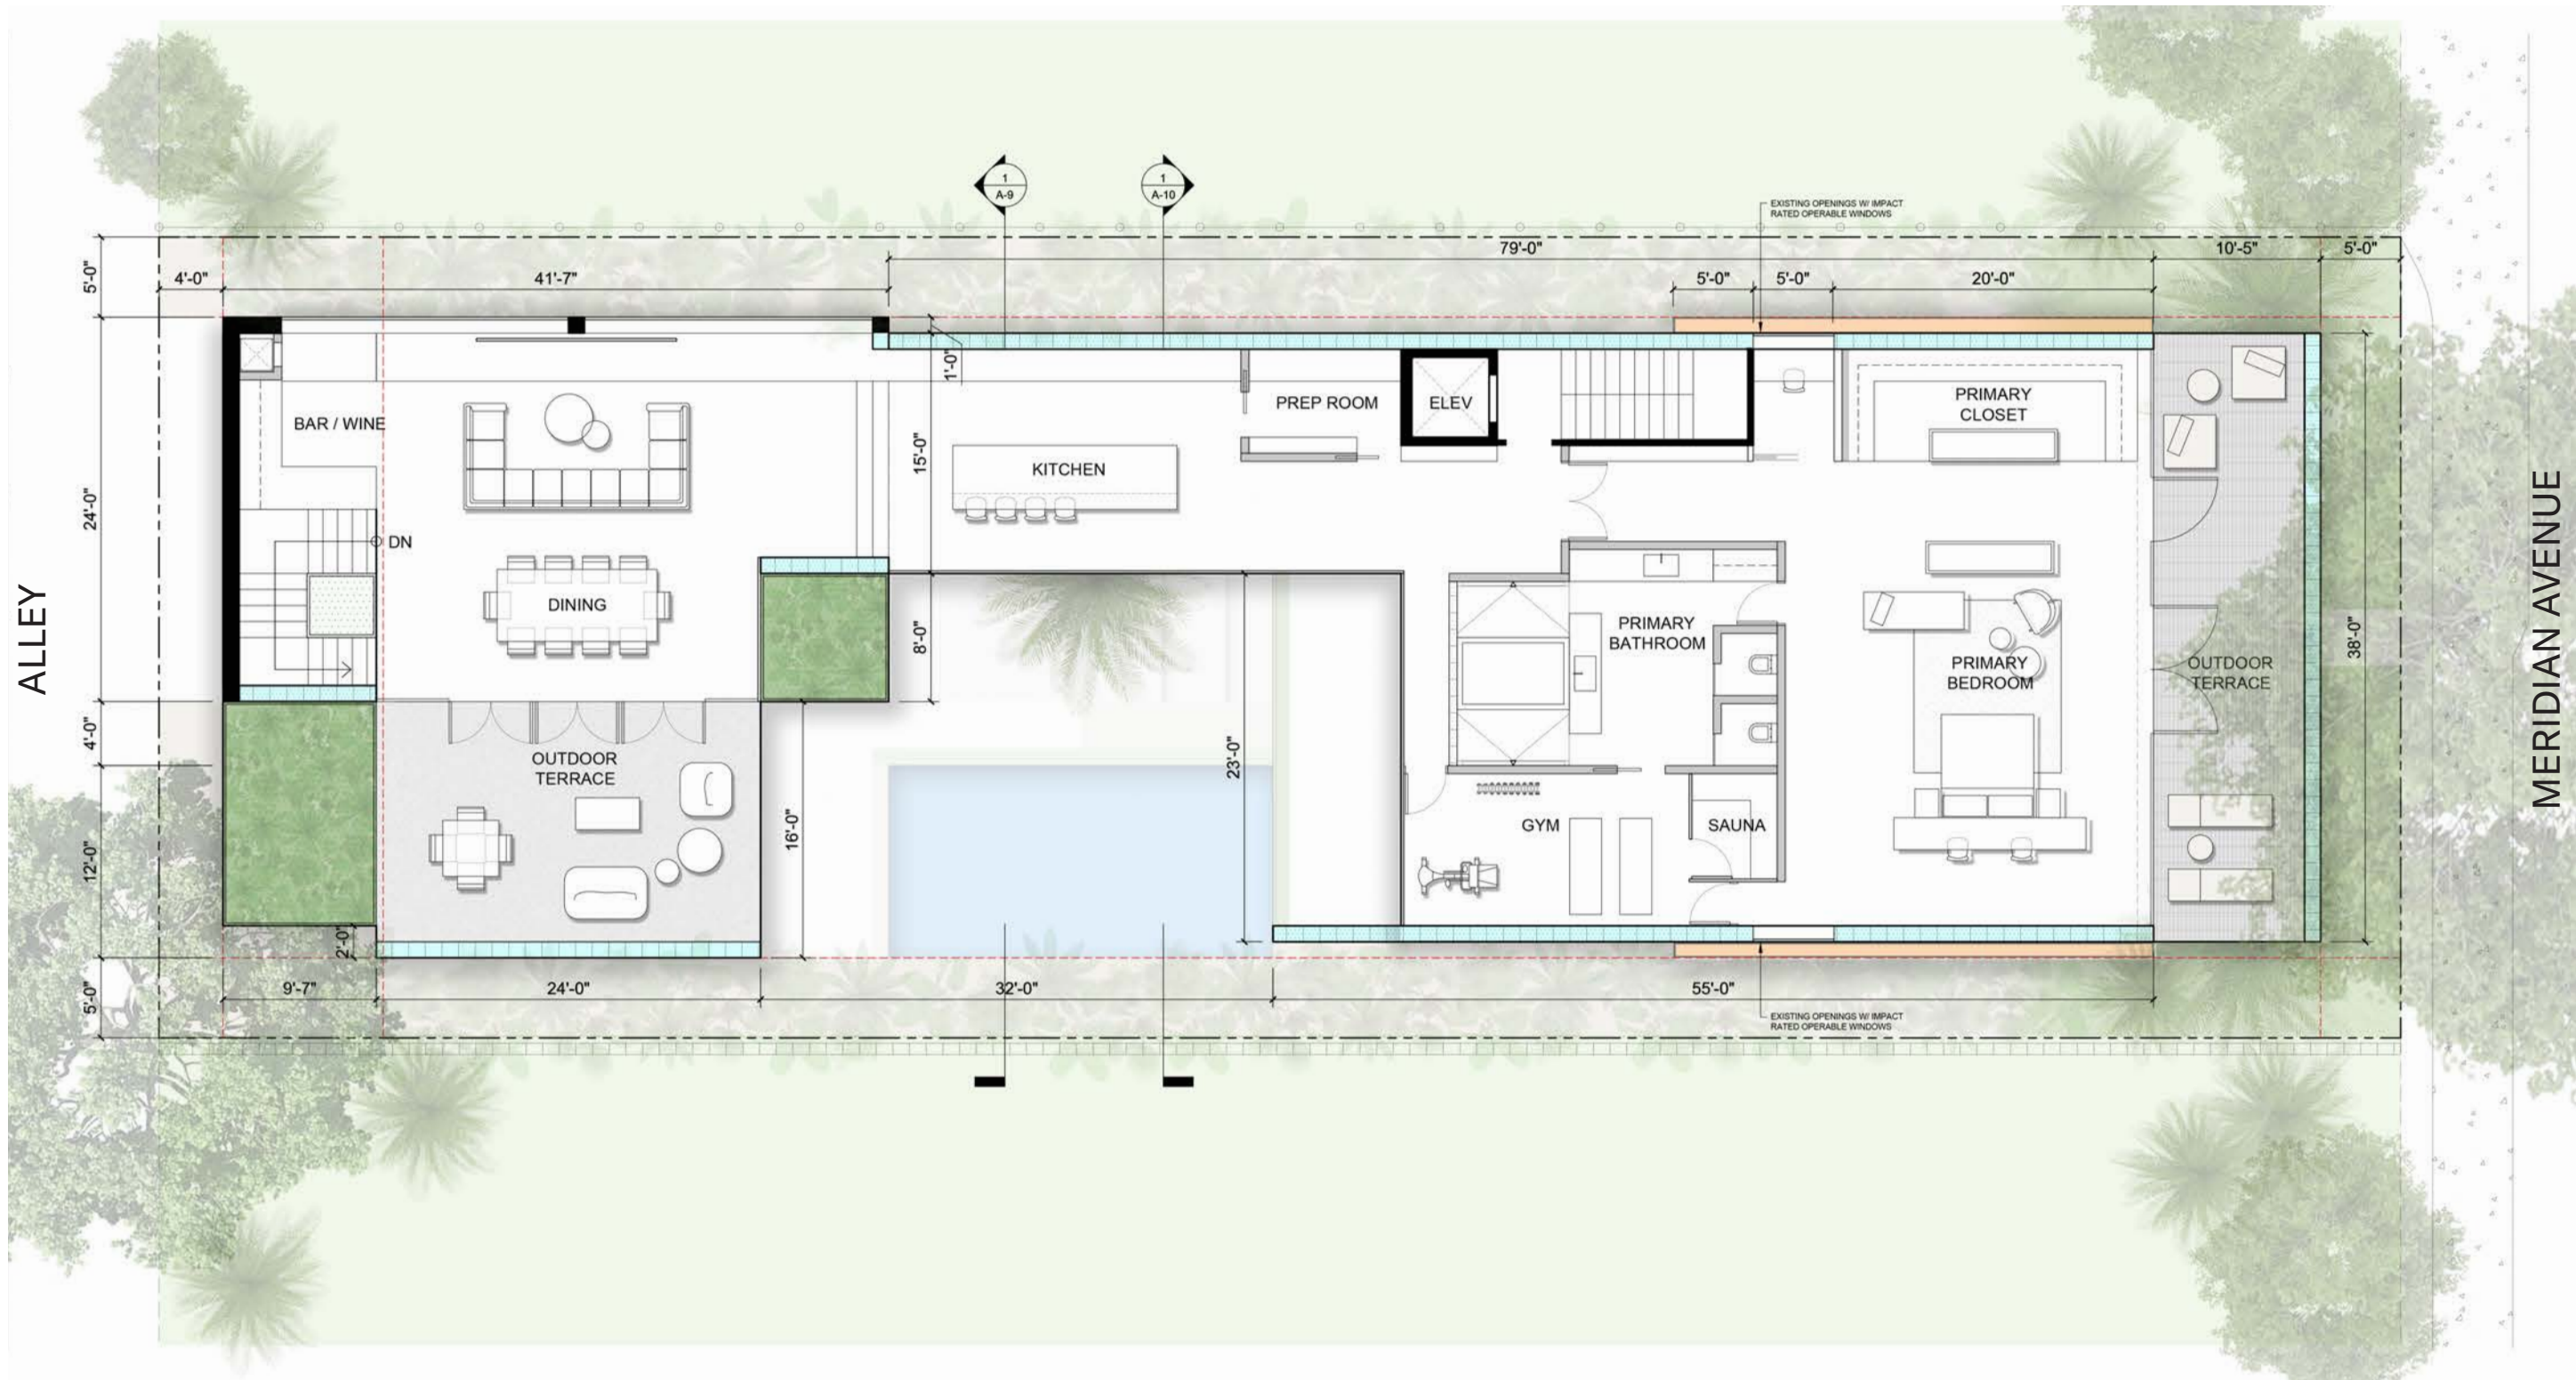 1
A-9
1
A-10
EXISTING OPENINGS W/ IMPACT
RATED OPERABLE WINDOWS
79'-0"
10'-5"
5'-0"
5'-0"
4'-0"
41'-7"
5'-0"
5'-0"
20'-0"
1'-0"
BAR / WINE
PREP ROOM
ELEV
PRIMARY
CLOSET
15'-0"
KITCHEN
24'-0"
DN
DINING
8'-0"
PRIMARY
BATHROOM
PRIMARY
BEDROOM
OUTDOOR
TERRACE
38'-0"
ALLEY
MERIDIAN AVENUE
4'-0"
OUTDOOR
TERRACE
23'-0"
16'-0"
12'-0"
GYM
SAUNA
2'-0"
5'-0"
9'-7"
24'-0"
32'-0"
55'-0"
EXISTING OPENINGS W/ IMPACT
RATED OPERABLE WINDOWS